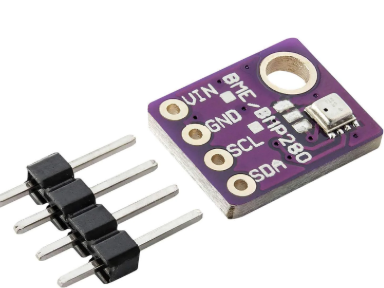 VIN
GND
SCL
SDA
BME/BMP280